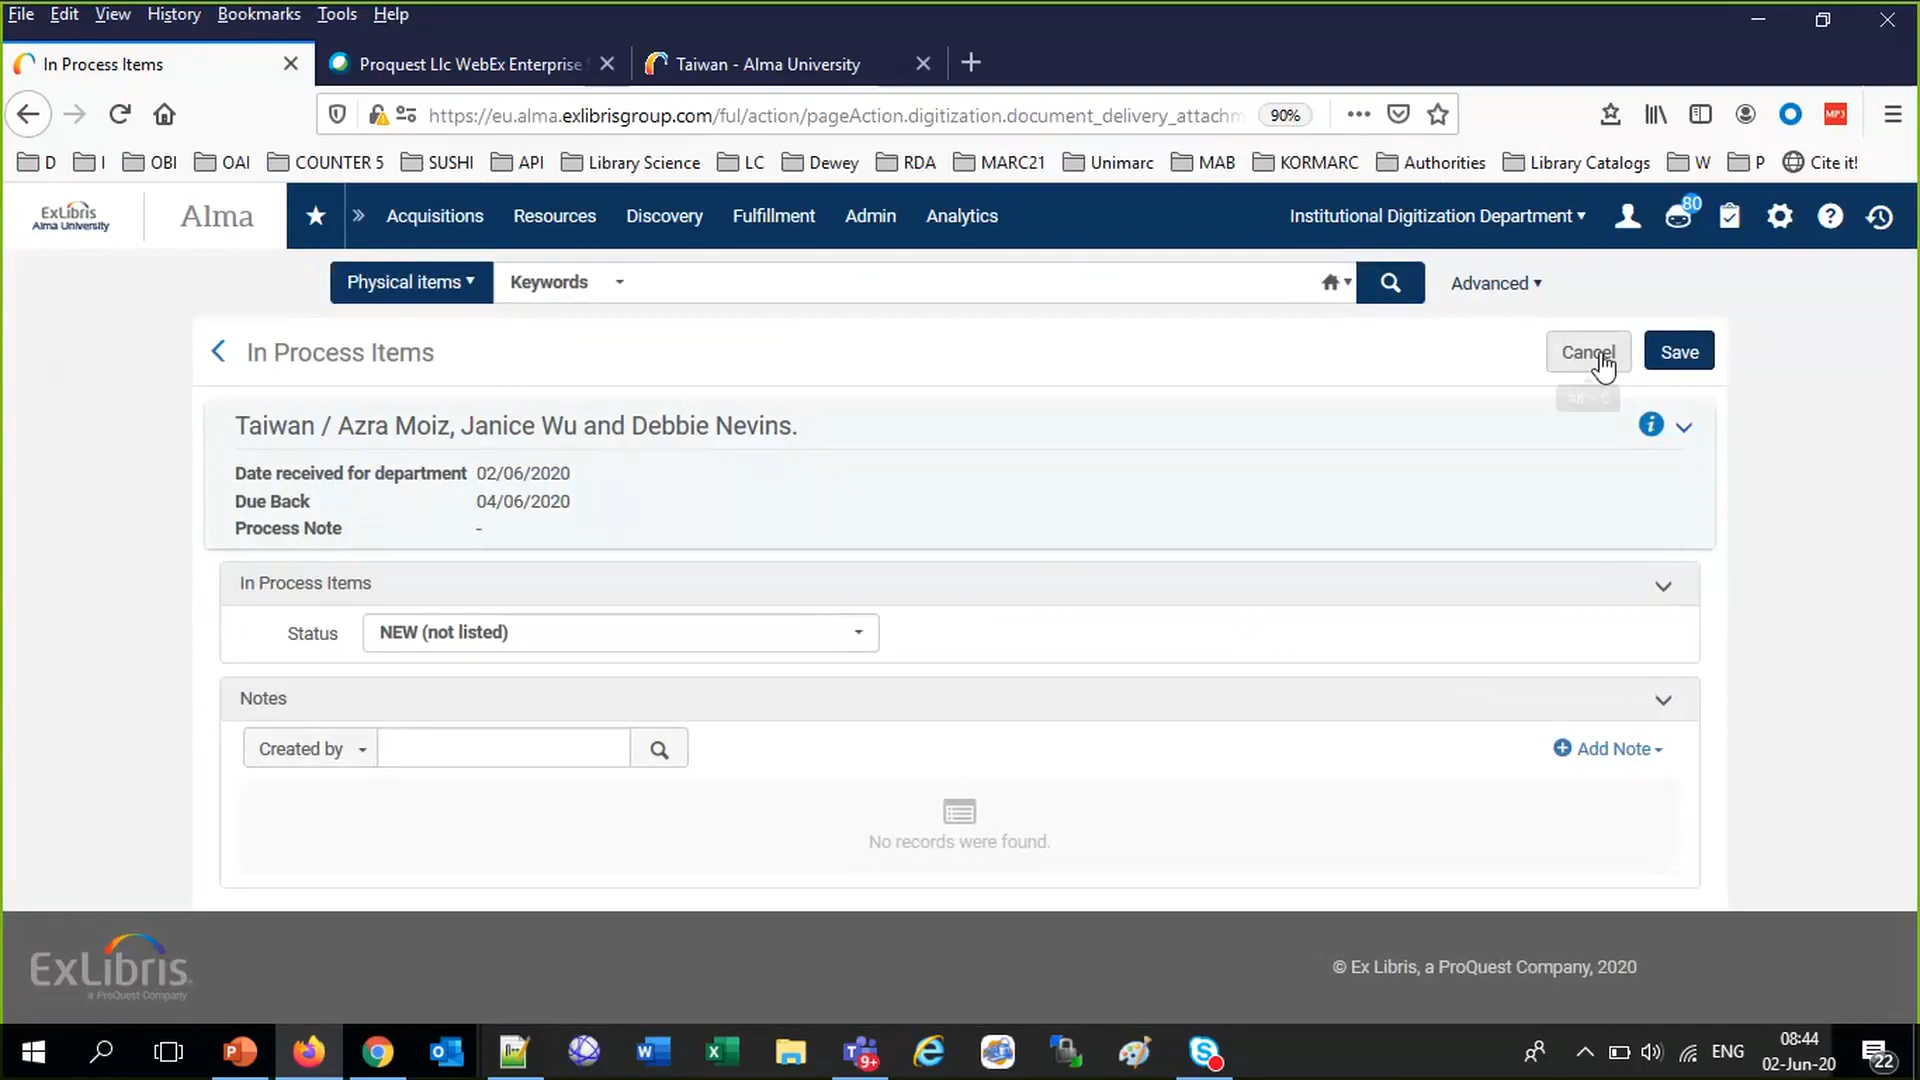 File Edit View History Bookmarks Tools Help
In Process Items
Proquest Llc WebEx Enterprise
Taiwan - Alma University
https://eu.alma.exlibrisgroup.com/ful/action/pageAction.digitization.document_delivery_attachm
90%
MP3
D I OBI OAI COUNTER 5 SUSHI API Library Science LC Dewey RDA MARC21 Unimarc MAB KORMARC Authorities Library Catalogs W P Cite it!
ExLibris
Alma University
Alma
Acquisitions Resources Discovery Fulfillment Admin Analytics
Institutional Digitization Department
80
Physical items Keywords
Advanced
In Process Items
Cancel Save
Taiwan / Azra Moiz, Janice Wu and Debbie Nevins.
Date received for department 02/06/2020
Due Back 04/06/2020
Process Note -
In Process Items
Status NEW (not listed)
Notes
Created by
Add Note
No records were found.
ExLibris
a ProQuest Company
© Ex Libris, a ProQuest Company, 2020
9+
ENG
08:44
02-Jun-20
22